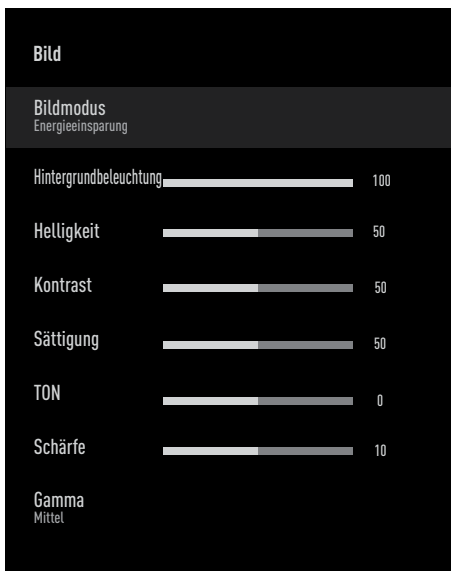 Bild
Bildmodus
Energieeinsparung
Hintergrundbeleuchtung 100
Helligkeit 50
Kontrast 50
Sättigung 50
TON 0
Schärfe 10
Gamma
Mittel